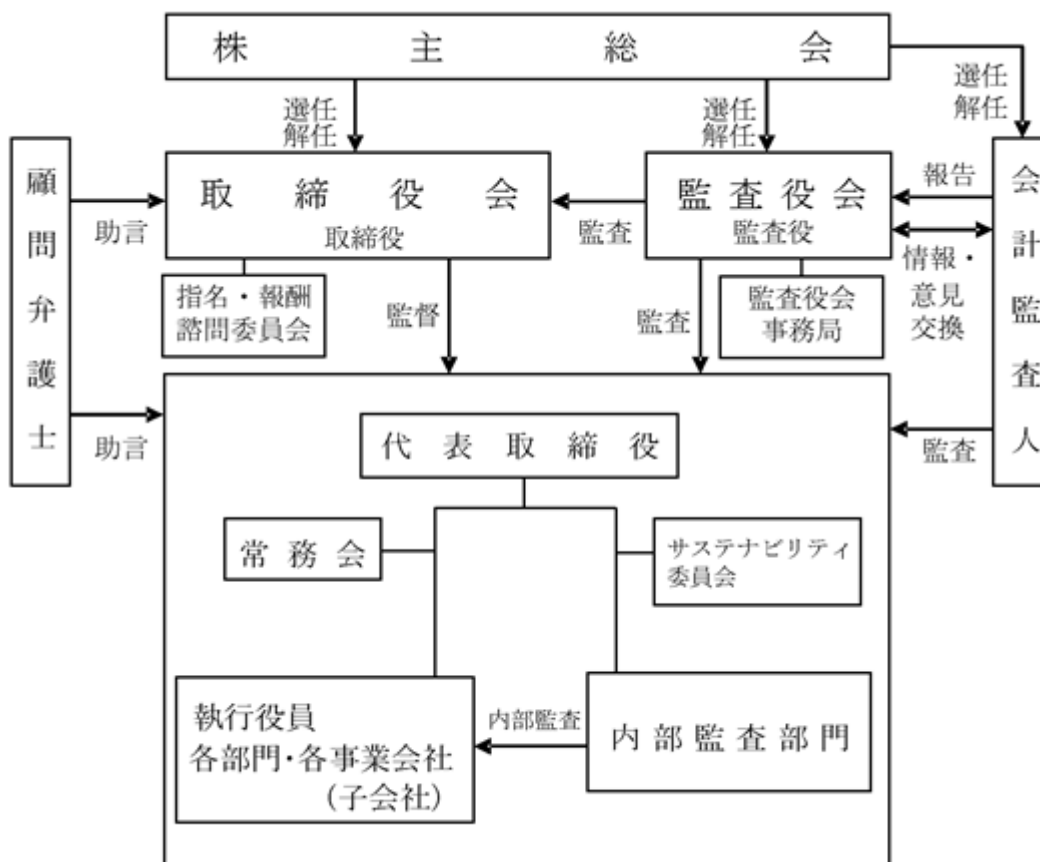 株主総会
選任
解任
選任
解任
選任
解任
顧問弁護士
助言
取締役会
取締役
監査
監査役会
監査役
報告
情報・
意見
交換
会計監査人
指名・報酬
諮問委員会
監督
監査
監査役会
事務局
助言
監査
代表取締役
常務会
サステナビリティ
委員会
執行役員
各部門・各事業会社
(子会社)
内部監査
内部監査部門